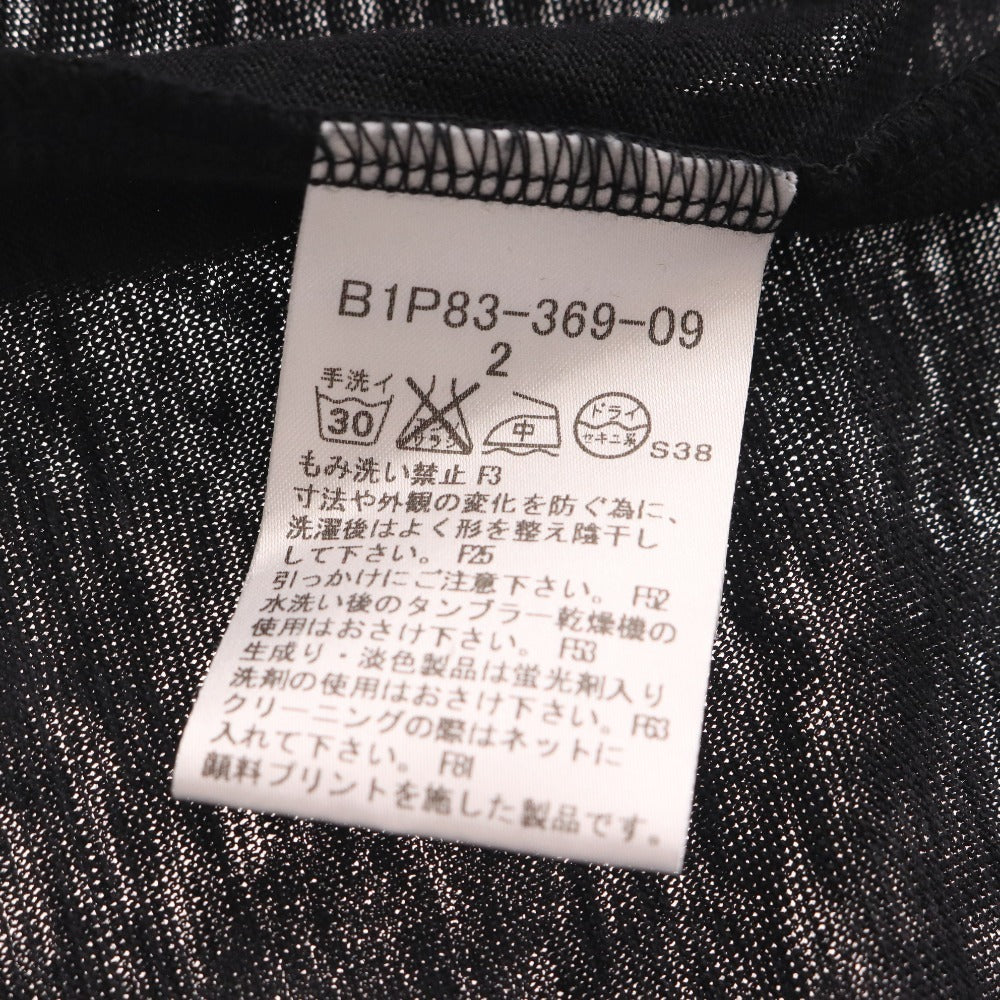 B1P83-369-09
2
手洗イ
30
サラシ
中
ドライ
セキユ系
S38
もみ洗い禁止 F3
寸法や外観の変化を防ぐ為に、
洗濯後はよく形を整え陰干し
して下さい。 F25
引っかけにご注意下さい。 F52
水洗い後のタンブラー乾燥機の
使用はおさけ下さい。 F53
生成り・淡色製品は蛍光剤入り
洗剤の使用はおさけ下さい。 F63
クリーニングの際はネットに
入れて下さい。 F81
顔料プリントを施した製品です。